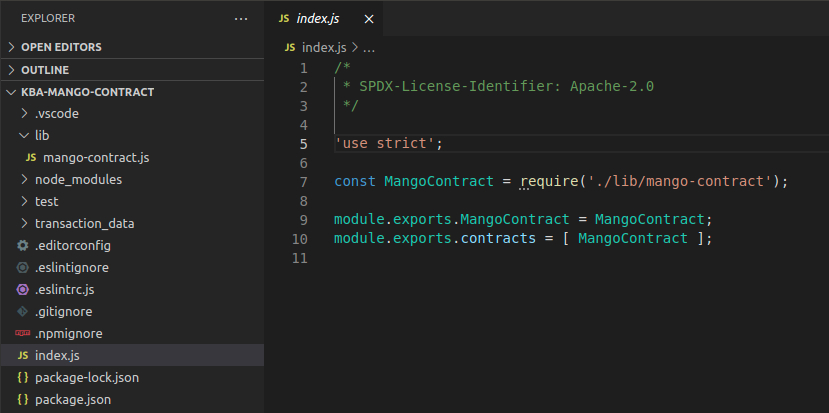 EXPLORER
...
OPEN EDITORS
OUTLINE
KBA-MANGO-CONTRACT
.vscode
lib
JS mango-contract.js
node_modules
test
transaction_data
.editorconfig
.eslintignore
.eslintrc.js
.gitignore
npm .npmignore
JS index.js
{} package-lock.json
{} package.json
JS index.js ×
JS index.js > ...
1 /*
2  * SPDX-License-Identifier: Apache-2.0
3  */
4
5 'use strict';
6
7 const MangoContract = require('./lib/mango-contract');
8
9 module.exports.MangoContract = MangoContract;
10 module.exports.contracts = [ MangoContract ];
11